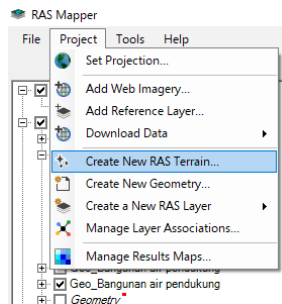 RAS Mapper
File Project Tools Help
Set Projection...
Add Web Imagery...
Add Reference Layer...
Download Data
Create New RAS Terrain...
Create New Geometry...
Create a New RAS Layer
Manage Layer Associations...
Manage Results Maps...
Geo_Bangunan air pendukung
Geo_Bangunan air pendukung
Geometry